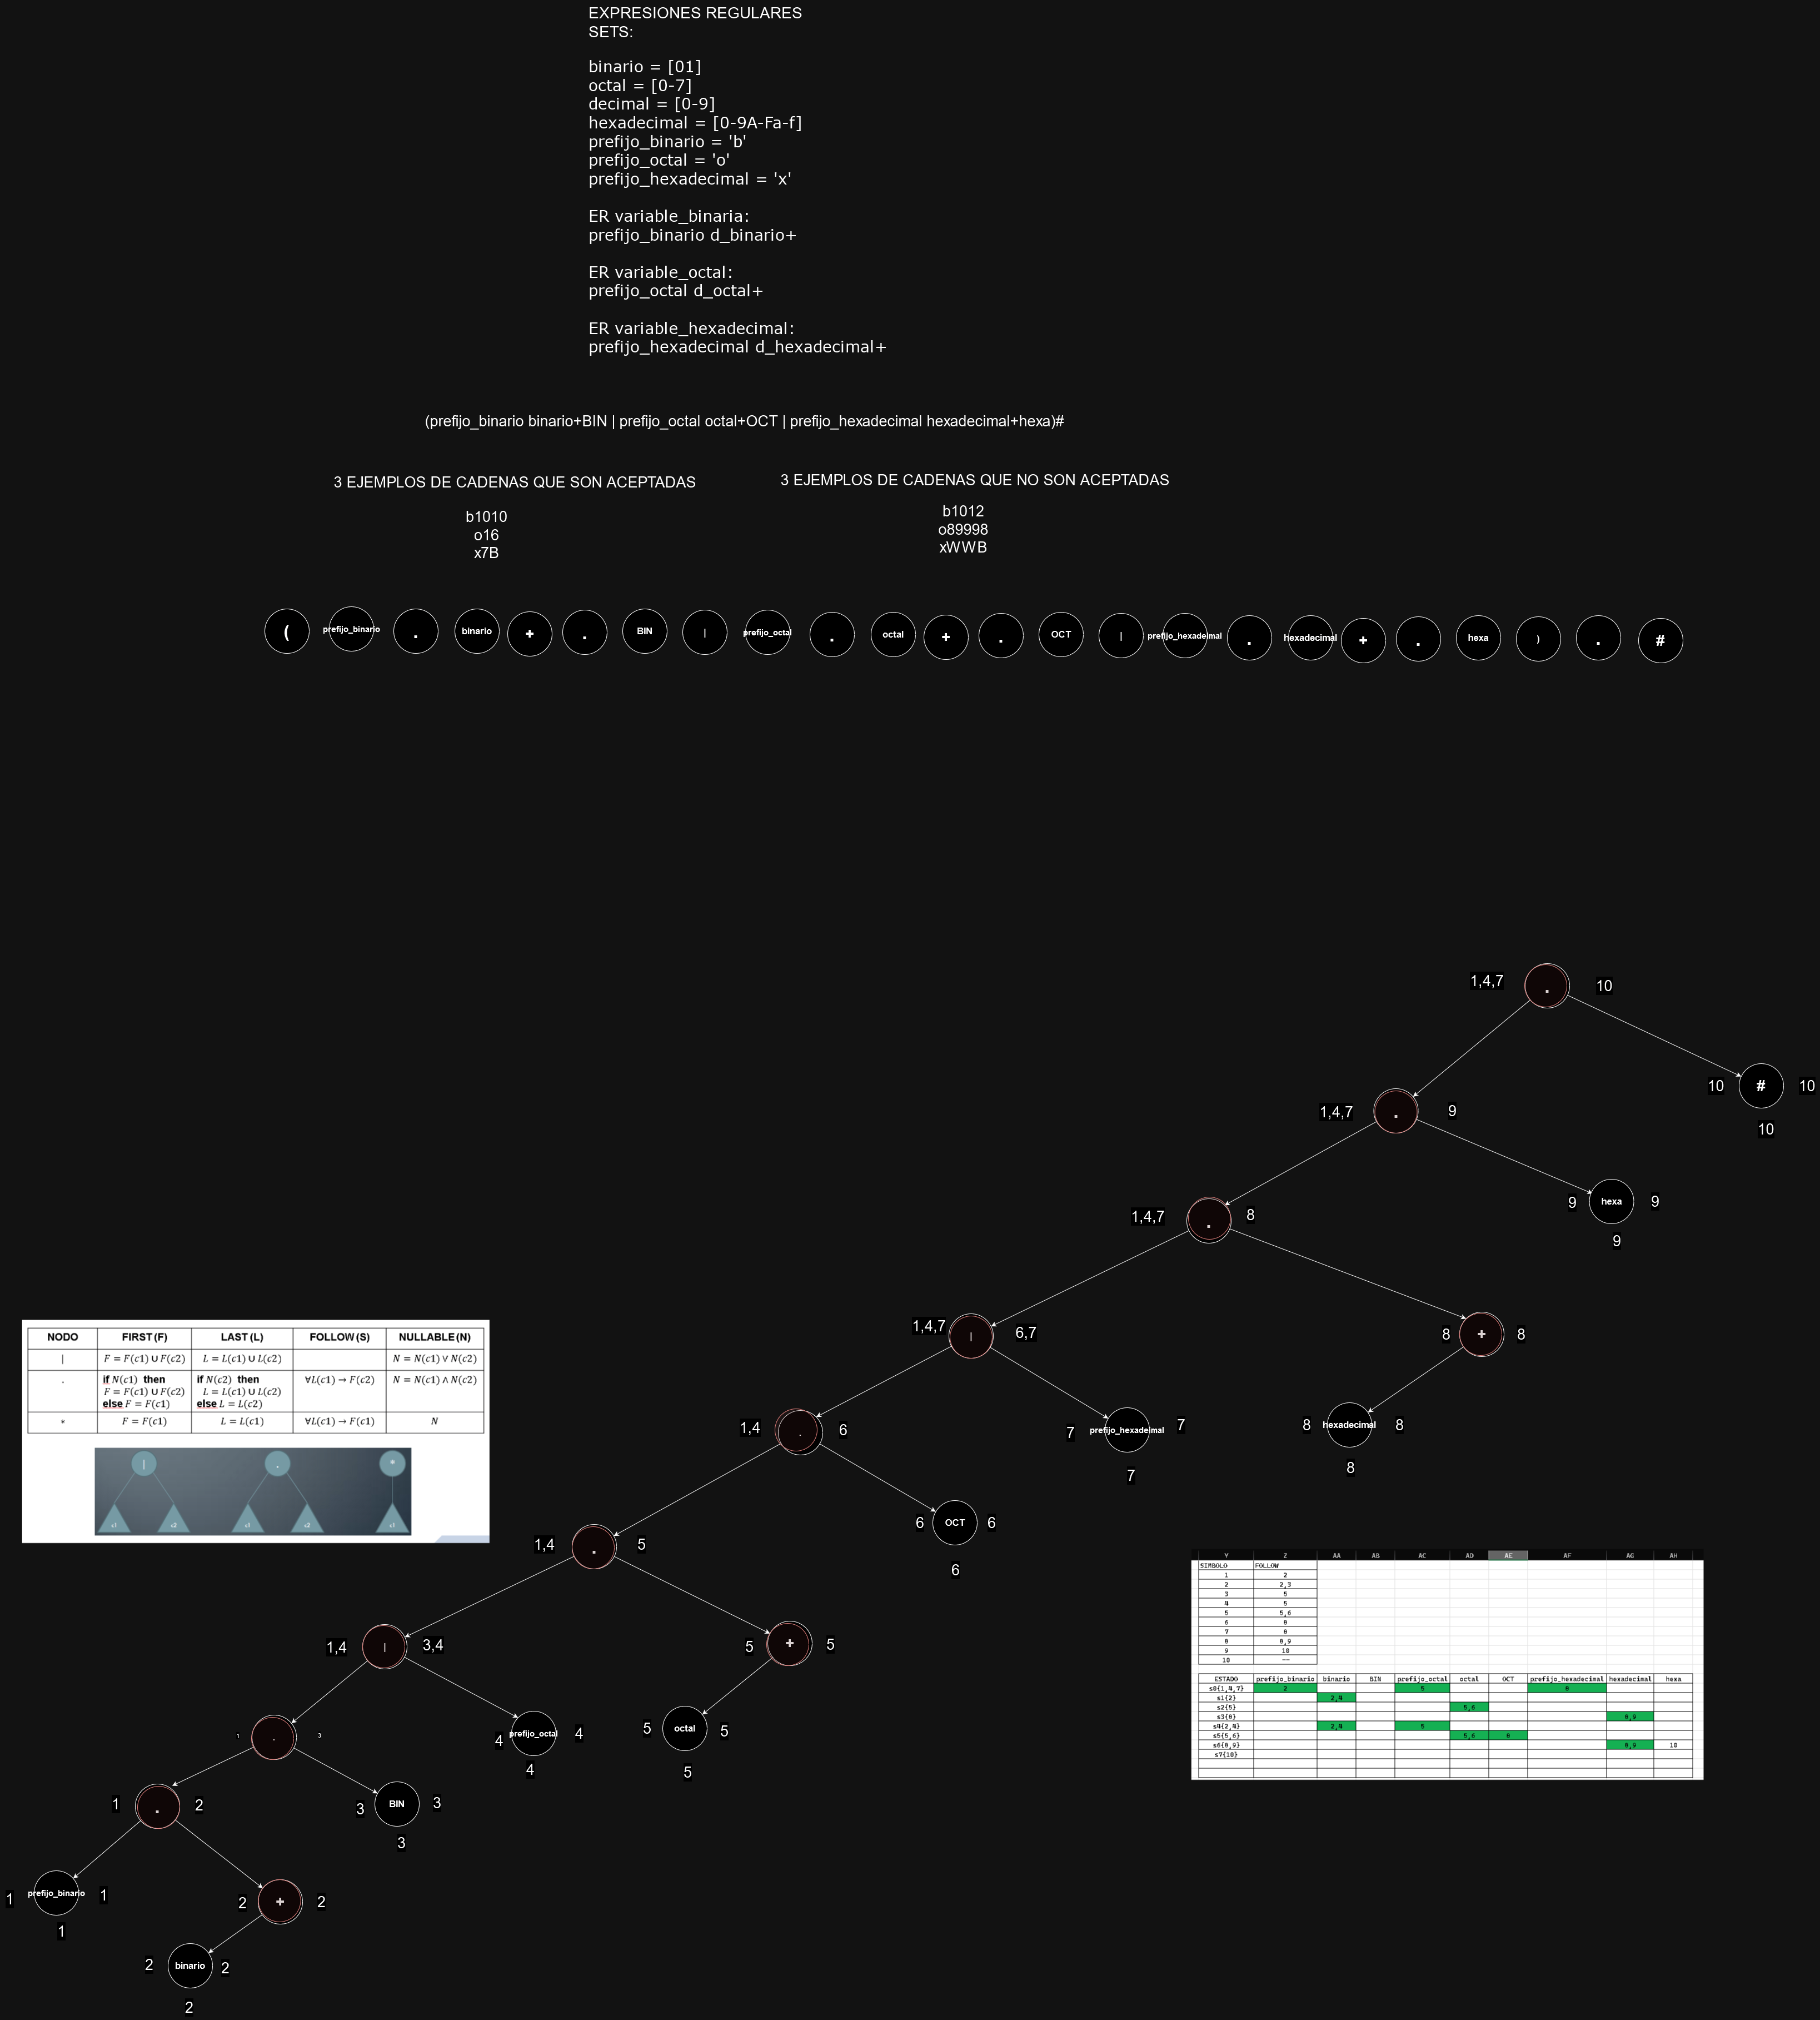 EXPRESIONES REGULARES
SETS:
binario = [01]
octal = [0-7]
decimal = [0-9]
hexadecimal = [0-9A-Fa-f]
prefijo_binario = 'b'
prefijo_octal = 'o'
prefijo_hexadecimal = 'x'
ER variable_binaria:
prefijo_binario d_binario+
ER variable_octal:
prefijo_octal d_octal+
ER variable_hexadecimal:
prefijo_hexadecimal d_hexadecimal+
(prefijo_binario binario+BIN | prefijo_octal octal+OCT | prefijo_hexadecimal hexadecimal+hexa)#
3 EJEMPLOS DE CADENAS QUE SON ACEPTADAS
b1010
o16
x7B
3 EJEMPLOS DE CADENAS QUE NO SON ACEPTADAS
b1012
o89998
xWWB
( prefijo_binario . binario + . BIN | prefijo_octal . octal + . OCT | prefijo_hexadeimal . hexadecimal + . hexa ) . #
1,4,7 . 10
10 # 10
10
1,4,7 . 9
9 hexa 9
9
1,4,7 . 8
1,4,7 | 6,7
8 + 8
1,4 . 6
7 prefijo_hexadeimal 7
7
8 hexadecimal 8
8
1,4 . 5
6 OCT 6
6
1,4 | 3,4
5 + 5
1 . 3
4 prefijo_octal 4
4
5 octal 5
5
1 . 2
3 BIN 3
3
1 prefijo_binario 1
1
2 + 2
2 binario 2
2
NODO FIRST (F) LAST (L) FOLLOW (S) NULLABLE (N)
| F = F(c1) ∪ F(c2) L = L(c1) ∪ L(c2) N = N(c1) ∨ N(c2)
. if N(c1) then if N(c2) then ∀L(c1) → F(c2) N = N(c1) ∧ N(c2)
F = F(c1) ∪ F(c2) L = L(c1) ∪ L(c2)
else F = F(c1) else L = L(c2)
* F = F(c1) L = L(c1) ∀L(c1) → F(c1) N
| . *
c1 c2 c1 c2 c1
Y Z AA AB AC AD AE AF AG AH
SIMBOLO FOLLOW
1 2
2 2,3
3 5
4 5
5 5,6
6 8
7 8
8 8,9
9 10
10 --
ESTADO prefijo_binario binario BIN prefijo_octal octal OCT prefijo_hexadecimal hexadecimal hexa
s0{1,4,7} 2 5 8
s1{2} 2,4
s2{5} 5,6
s3{8} 8,9
s4{2,4} 2,4 5
s5{5,6} 5,6 8
s6{8,9} 8,9 10
s7{10}